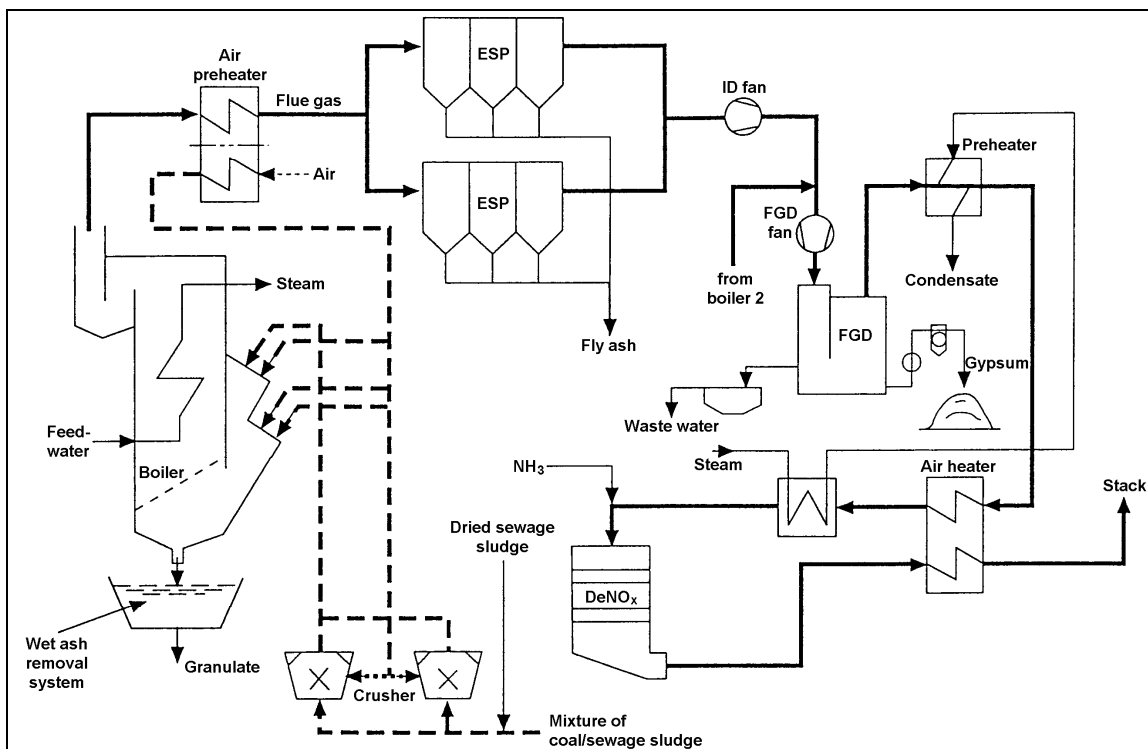 Air
preheater
Flue gas
ESP
ID fan
Preheater
Air
ESP
FGD
fan
from
boiler 2
Condensate
Steam
Fly ash
FGD
Gypsum
Waste water
Feed-
water
Boiler
Steam
NH₃
Air heater
Stack
Dried sewage
sludge
DeNOₓ
Wet ash
removal
system
Granulate
Crusher
Mixture of
coal/sewage sludge